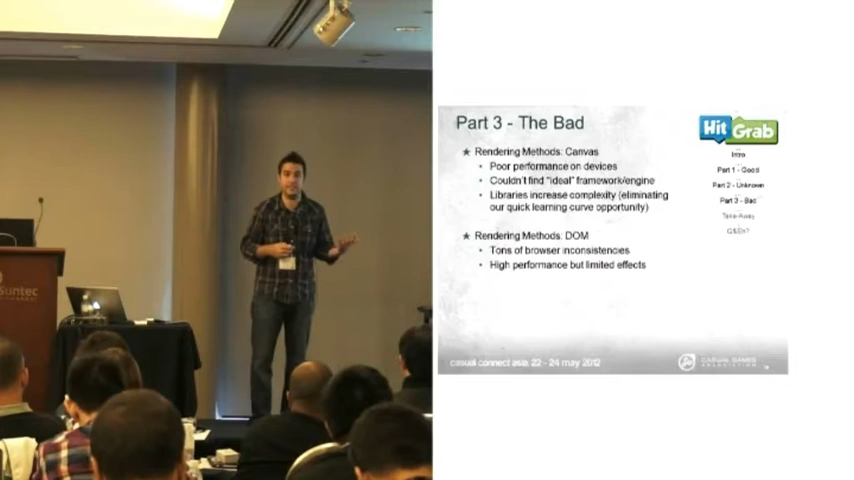 Suntec
Part 3 - The Bad
Hit Grab
Rendering Methods: Canvas
Poor performance on devices
Couldn't find "ideal" framework/engine
Libraries increase complexity (eliminating
our quick learning curve opportunity)
Rendering Methods: DOM
Tons of browser inconsistencies
High performance but limited effects
Intro
Part 1 - Good
Part 2 - Unknown
Part 3 - Bad
Take-Away
casual connect asia, 22 - 24 may 2012
CASUAL GAMES
ASSOCIATION